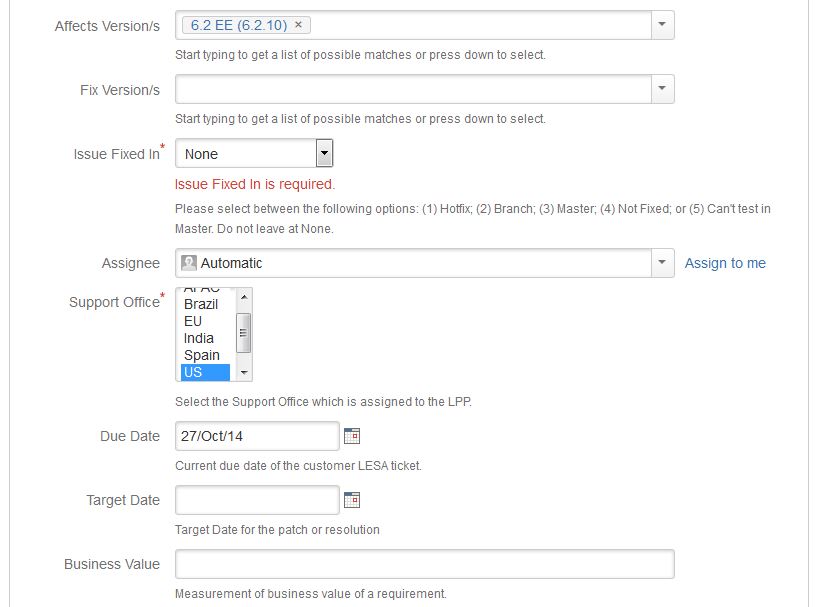 Affects Version/s 6.2 EE (6.2.10) ×
Start typing to get a list of possible matches or press down to select.
Fix Version/s
Start typing to get a list of possible matches or press down to select.
Issue Fixed In* None
Issue Fixed In is required.
Please select between the following options: (1) Hotfix; (2) Branch; (3) Master; (4) Not Fixed; or (5) Can't test in
Master. Do not leave at None.
Assignee Automatic Assign to me
Support Office* APAC
Brazil
EU
India
Spain
US
Select the Support Office which is assigned to the LPP.
Due Date 27/Oct/14
Current due date of the customer LESA ticket.
Target Date
Target Date for the patch or resolution
Business Value
Measurement of business value of a requirement.